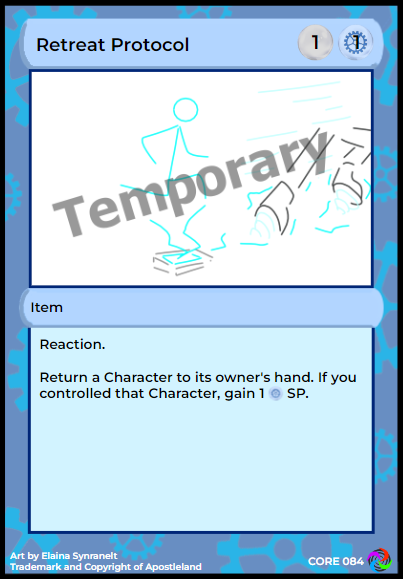 Retreat Protocol 1 1
Temporary
Item
Reaction.
Return a Character to its owner's hand. If you
controlled that Character, gain 1 SP.
Art by Elaina Synranelt
Trademark and Copyright of Apostleland
CORE 084